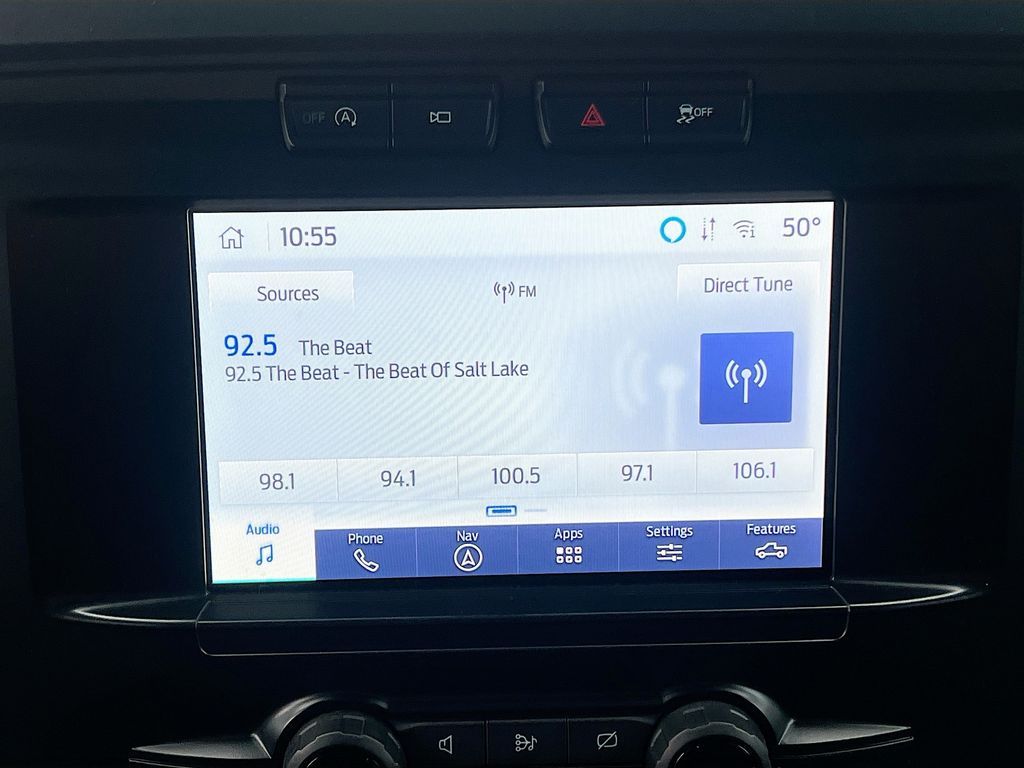 OFF A
OFF
10:55 50°
Sources FM Direct Tune
92.5 The Beat
92.5 The Beat - The Beat Of Salt Lake
98.1 94.1 100.5 97.1 106.1
Audio Phone Nav Apps Settings Features